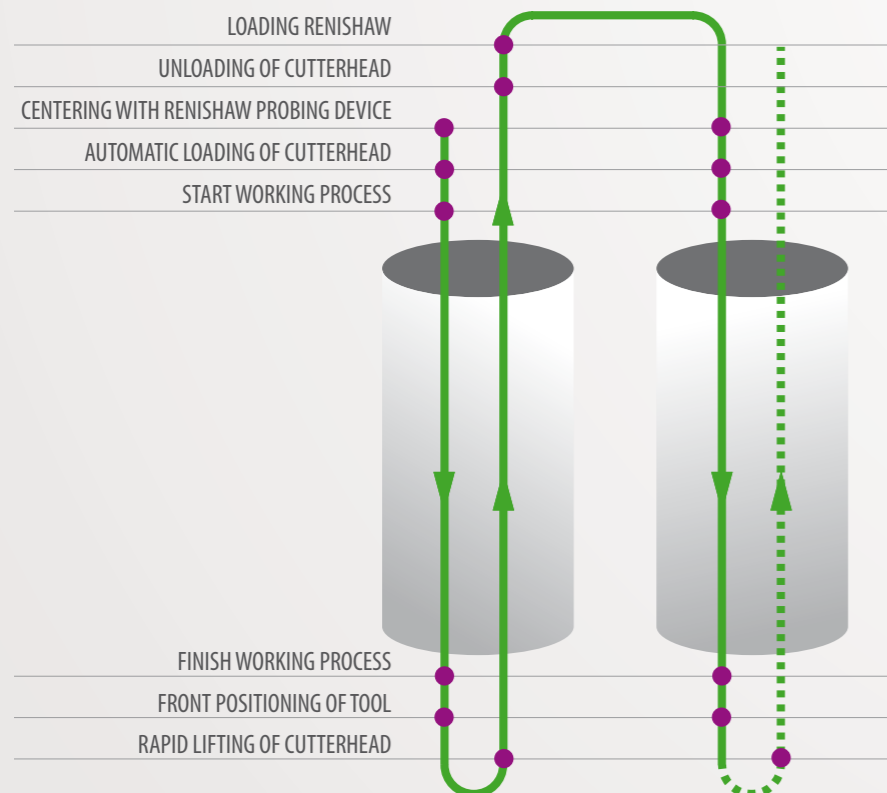 LOADING RENISHAW
UNLOADING OF CUTTERHEAD
CENTERING WITH RENISHAW PROBING DEVICE
AUTOMATIC LOADING OF CUTTERHEAD
START WORKING PROCESS
FINISH WORKING PROCESS
FRONT POSITIONING OF TOOL
RAPID LIFTING OF CUTTERHEAD